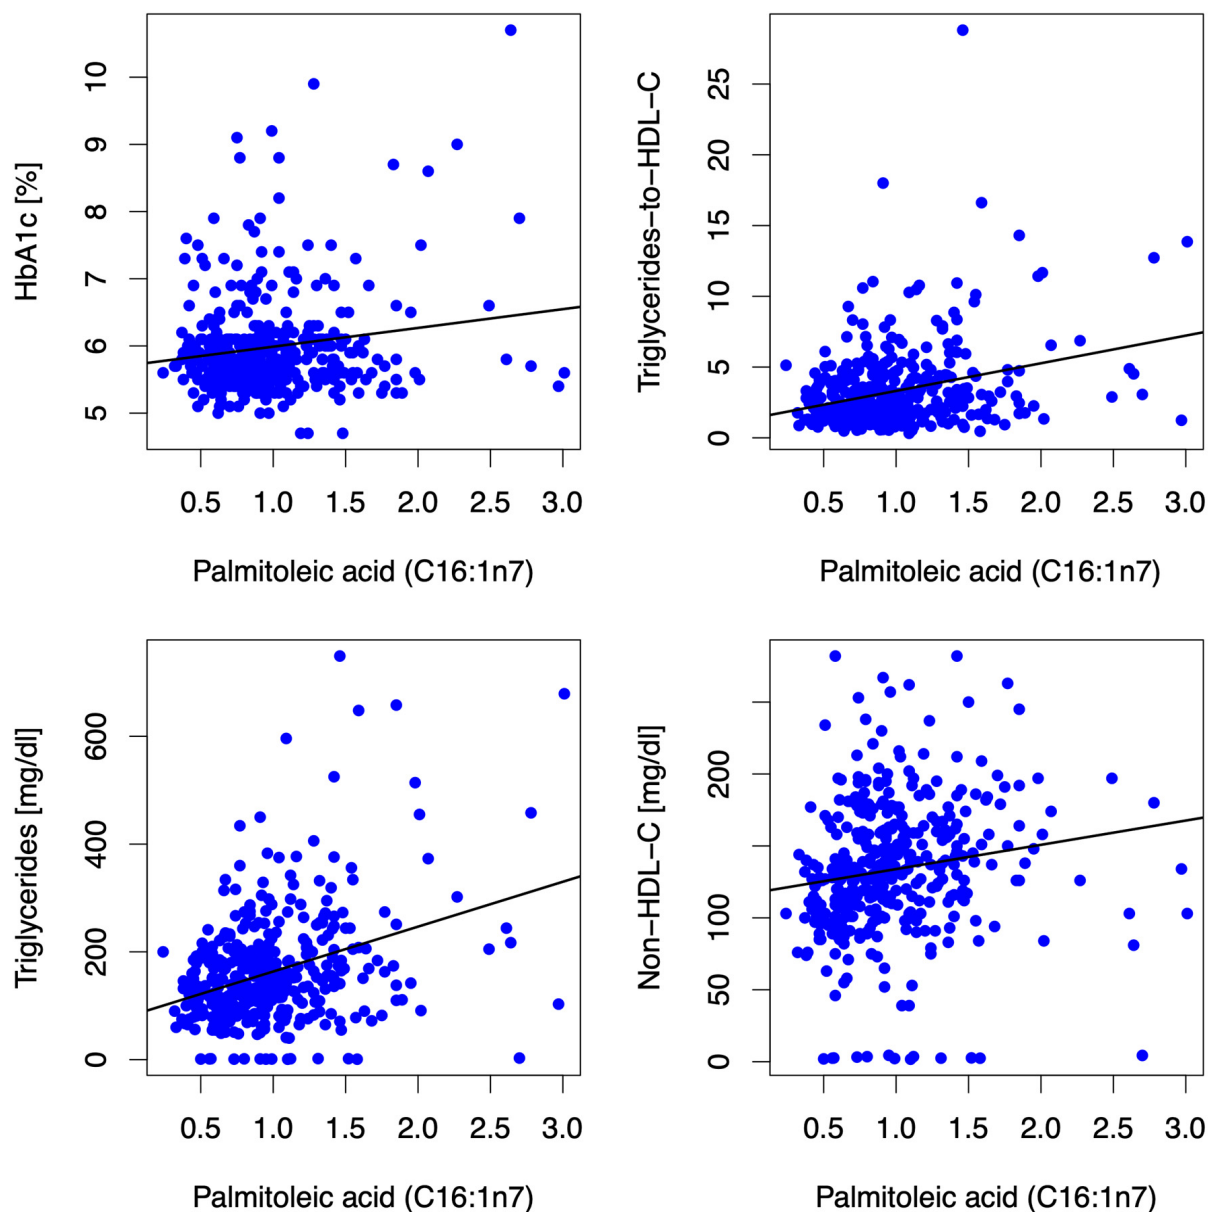 HbA1c [%]
10
9
8
7
6
5
0.5 1.0 1.5 2.0 2.5 3.0
Palmitoleic acid (C16:1n7)
Triglycerides−to−HDL−C
25
20
15
10
5
0
0.5 1.0 1.5 2.0 2.5 3.0
Palmitoleic acid (C16:1n7)
Triglycerides [mg/dl]
600
400
200
0
0.5 1.0 1.5 2.0 2.5 3.0
Palmitoleic acid (C16:1n7)
Non−HDL−C [mg/dl]
200
100
50
0
0.5 1.0 1.5 2.0 2.5 3.0
Palmitoleic acid (C16:1n7)